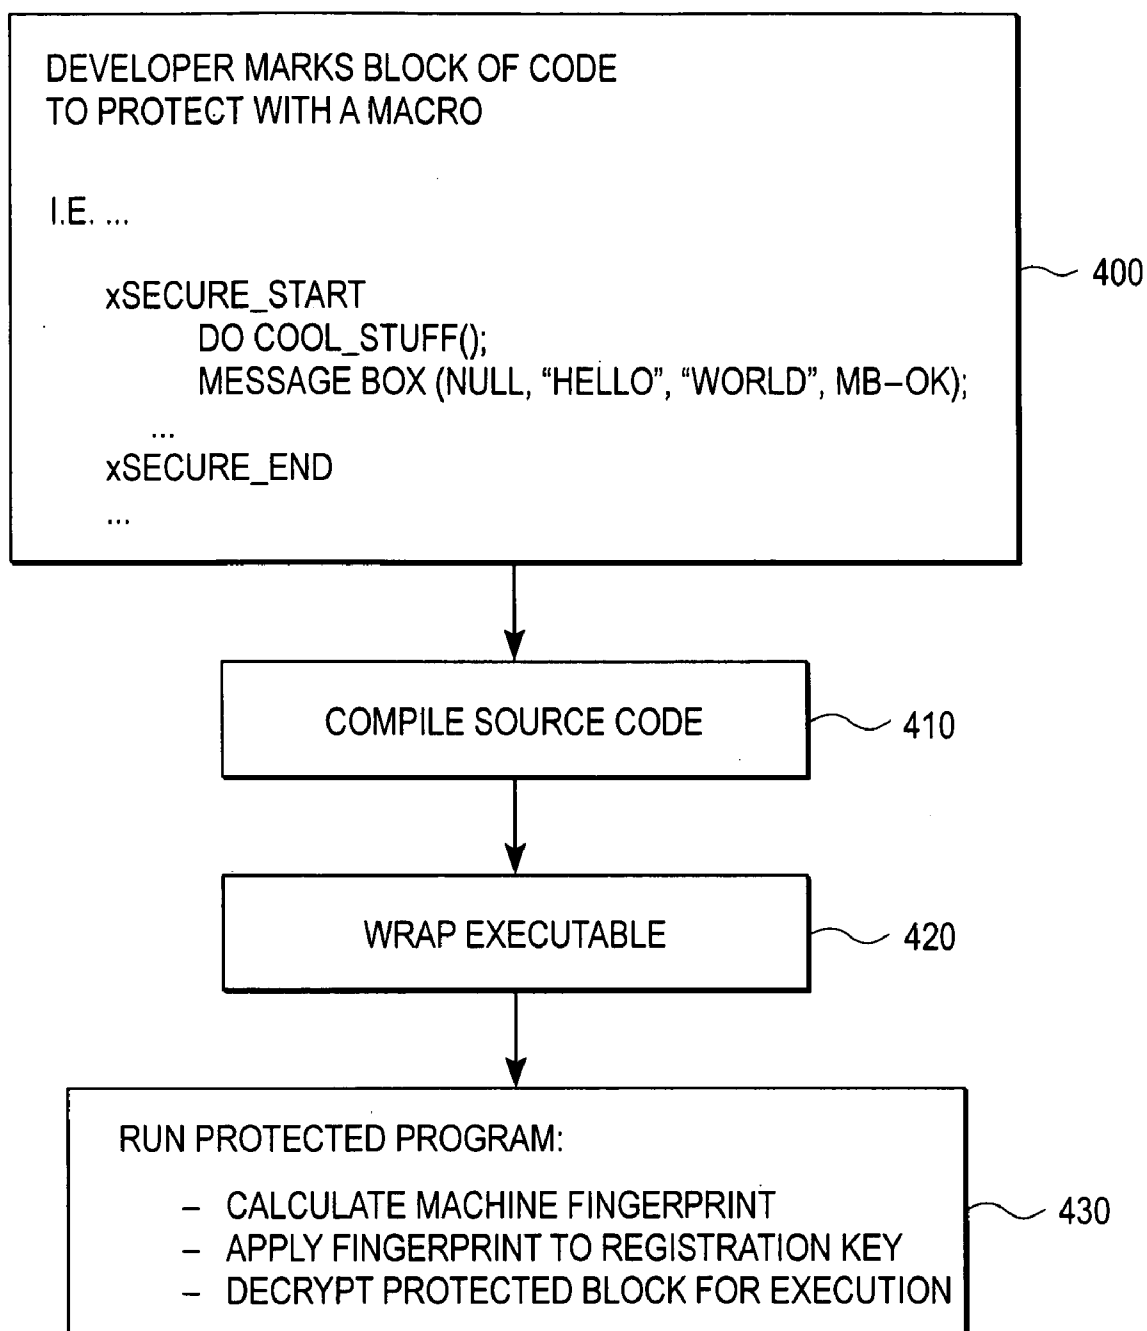 DEVELOPER MARKS BLOCK OF CODE
TO PROTECT WITH A MACRO
I.E. ...
xSECURE_START
DO COOL_STUFF();
MESSAGE BOX (NULL, “HELLO”, “WORLD”, MB–OK);
...
xSECURE_END
...
400
COMPILE SOURCE CODE
410
WRAP EXECUTABLE
420
RUN PROTECTED PROGRAM:
– CALCULATE MACHINE FINGERPRINT
– APPLY FINGERPRINT TO REGISTRATION KEY
– DECRYPT PROTECTED BLOCK FOR EXECUTION
430